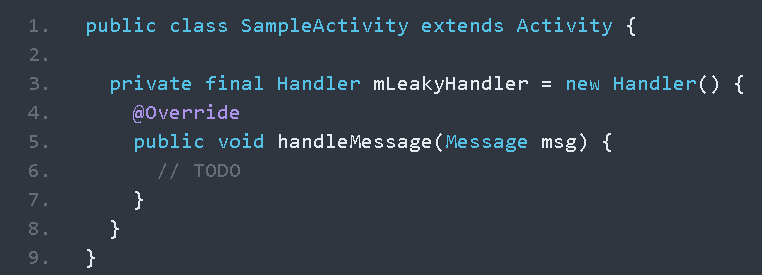 1. public class SampleActivity extends Activity {
2.
3. private final Handler mLeakyHandler = new Handler() {
4. @Override
5. public void handleMessage(Message msg) {
6. // TODO
7. }
8. }
9. }